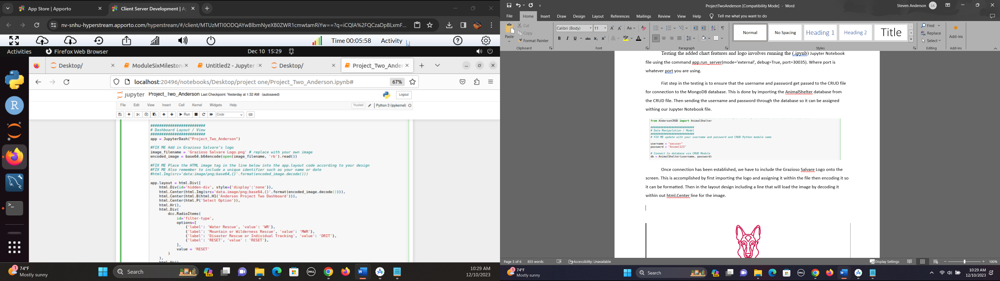 App Store | Apporto
Client Server Development | A
nv-snhu-hyperstream.apporto.com/hyperstream/#/client/MTUzMTI0ODQAYwBlbmNyeXB0ZWR1cmwtamRiYw==?q=iCQIA%2FQCzaDpBLxmF...
Time 00:05:58 Activity
Activities Firefox Web Browser Dec 10 15:29
Desktop/ ModuleSixMileston Untitled2 - Jupyter Desktop/ Project_Two_Ander
localhost:20496/notebooks/Desktop/project one/Project_Two_Anderson.ipynb# 67%
jupyter Project_Two_Anderson Last Checkpoint: Yesterday at 1:32 AM (autosaved) Logout
File Edit View Insert Cell Kernel Widgets Help Trusted Python 3 (ipykernel)
Run Code
#########################
# Dashboard Layout / View
#########################
app = JupyterDash("Project_Two_Anderson")
#FIX ME Add in Grazioso Salvare's logo
image_filename = 'Grazioso Salvare Logo.png' # replace with your own image
encoded_image = base64.b64encode(open(image_filename, 'rb').read())
#FIX ME Place the HTML image tag in the line below into the app.layout code according to your design
#FIX ME Also remember to include a unique identifier such as your name or date
#html.Img(src='data:image/png;base64,{}'.format(encoded_image.decode()))
app.layout = html.Div([
html.Div(id='hidden-div', style={'display':'none'}),
html.Center(html.Img(src='data.image/png;base64,{}'.format(encoded_image.decode()))),
html.Center(html.B(html.H1('Anderson Project Two Dashboard'))),
html.Center(html.P('Select Option')),
html.Hr(),
html.Div(
dcc.RadioItems(
id='filter-type',
options=[
{'label': 'Water Rescue', 'value': 'WR'},
{'label': 'Mountain or Wilderness Rescue', 'value': 'MWR'},
{'label': 'Disaster Rescue or Individual Tracking', 'value': 'DRIT'},
{'label': 'RESET', 'value' : 'RESET'},
],
value = 'RESET'
)
),
74°F
Mostly sunny
Search
10:29 AM
12/10/2023
ProjectTwoAnderson [Compatibility Mode] - Word Steven Anderson SA
File Home Insert Draw Design Layout References Mailings Review View Help Tell me what you want to do
Paste Cut Copy Format Painter
Clipboard
Calibri (Body) 11
Font
Paragraph
Normal No Spacing Heading 1 Heading 2 Title
Styles
Find
Replace
Select
Editing
Add-ins
Add-ins
Testing the added chart features and logo involves running the (.ipynb) Jupyter Notebook
file using the command app.run_server(mode='external', debug=True, port=30035). Where port is
whatever port you are using.
Fist step in the testing is to ensure that the username and password get passed to the CRUD file
for connection to the MongoDB database. This is done by importing the AnimalShelter database from
the CRUD file. Then sending the username and password through the database so it can be assigned
withing our Jupyter Notebook file.
from AndersonCRUD import AnimalShelter
###########################
# Data Manipulation / Model
###########################
# FIX ME update with your username and password and CRUD Python module name
username = "aacuser"
password = "Animal123"
# Connect to database via CRUD Module
db = AnimalShelter(username, password)
Once connection has been established, we have to include the Grazioso Salvare Logo onto the
screen. This is accomplished by first importing the logo and assigning it within the file then encoding it so
it can be formatted. Then in the layout design including a line that will load the image by decoding it
within out html.Center line for the image.
Page 5 of 6 855 words Accessibility: Unavailable Display Settings 100%
74°F
Mostly sunny
Search
10:29 AM
12/10/2023